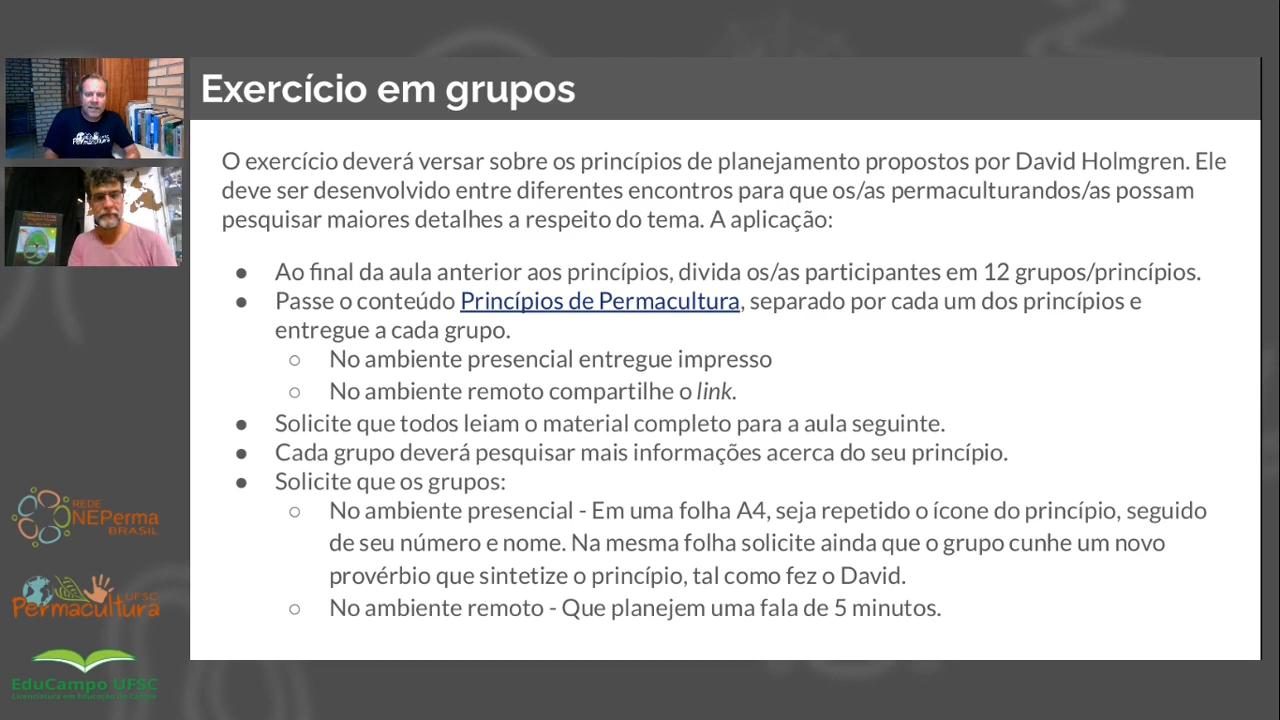 Exercício em grupos
O exercício deverá versar sobre os princípios de planejamento propostos por David Holmgren. Ele
deve ser desenvolvido entre diferentes encontros para que os/as permaculturandos/as possam
pesquisar maiores detalhes a respeito do tema. A aplicação:
● Ao final da aula anterior aos princípios, divida os/as participantes em 12 grupos/princípios.
● Passe o conteúdo Princípios de Permacultura, separado por cada um dos princípios e
entregue a cada grupo.
○ No ambiente presencial entregue impresso
○ No ambiente remoto compartilhe o link.
● Solicite que todos leiam o material completo para a aula seguinte.
● Cada grupo deverá pesquisar mais informações acerca do seu princípio.
● Solicite que os grupos:
○ No ambiente presencial - Em uma folha A4, seja repetido o ícone do princípio, seguido
de seu número e nome. Na mesma folha solicite ainda que o grupo cunhe um novo
provérbio que sintetize o princípio, tal como fez o David.
○ No ambiente remoto - Que planejem uma fala de 5 minutos.
Permacultura
REDE
NEPerma
BRASIL
UFSC
Permacultura
EduCampo UFSC
Licenciatura em Educação do Campo